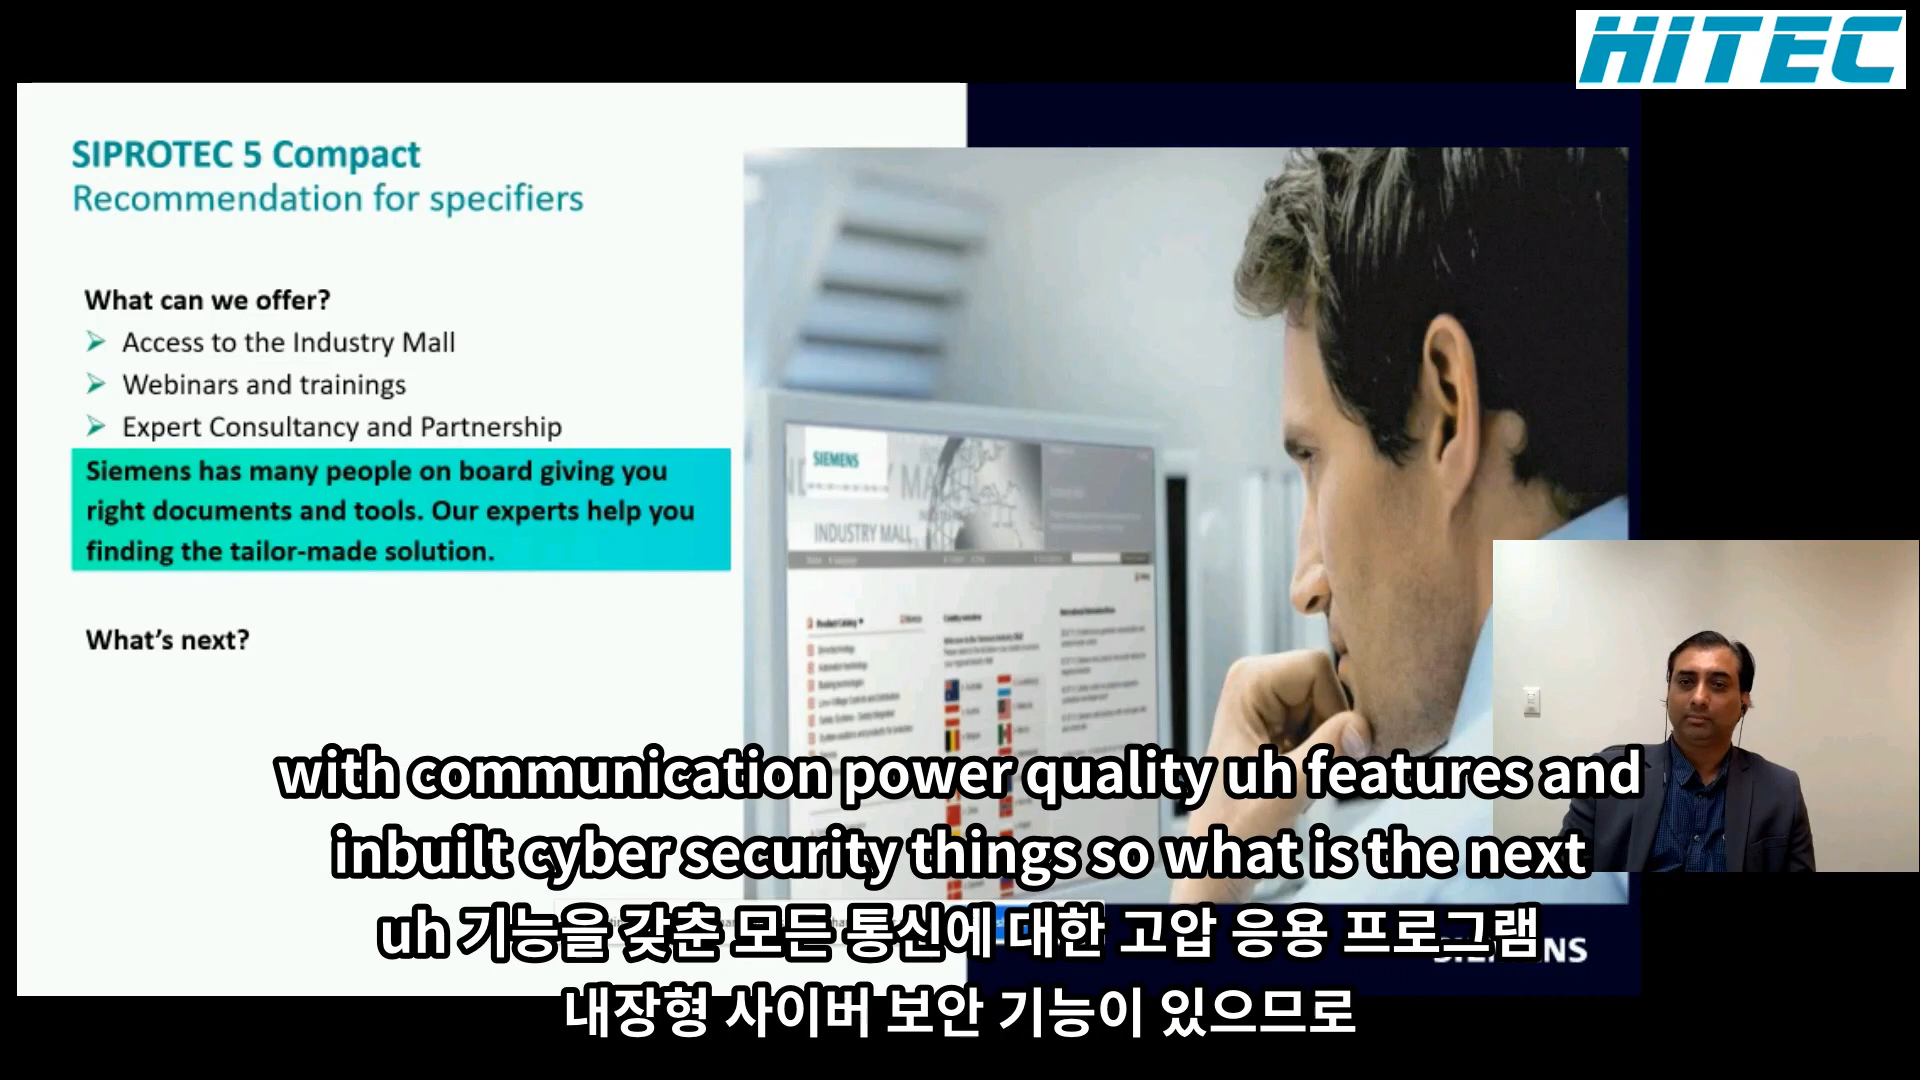 HITEC
SIPROTEC 5 Compact
Recommendation for specifiers
What can we offer?
Access to the Industry Mall
Webinars and trainings
Expert Consultancy and Partnership
Siemens has many people on board giving you
right documents and tools. Our experts help you
finding the tailor-made solution.
What's next?
SIEMENS
INDUSTRY MALL
Product Catalog
with communication power quality uh features and
inbuilt cyber security things so what is the next
uh 기능을 갖춘 모든 통신에 대한 고압 응용 프로그램
내장형 사이버 보안 기능이 있으므로